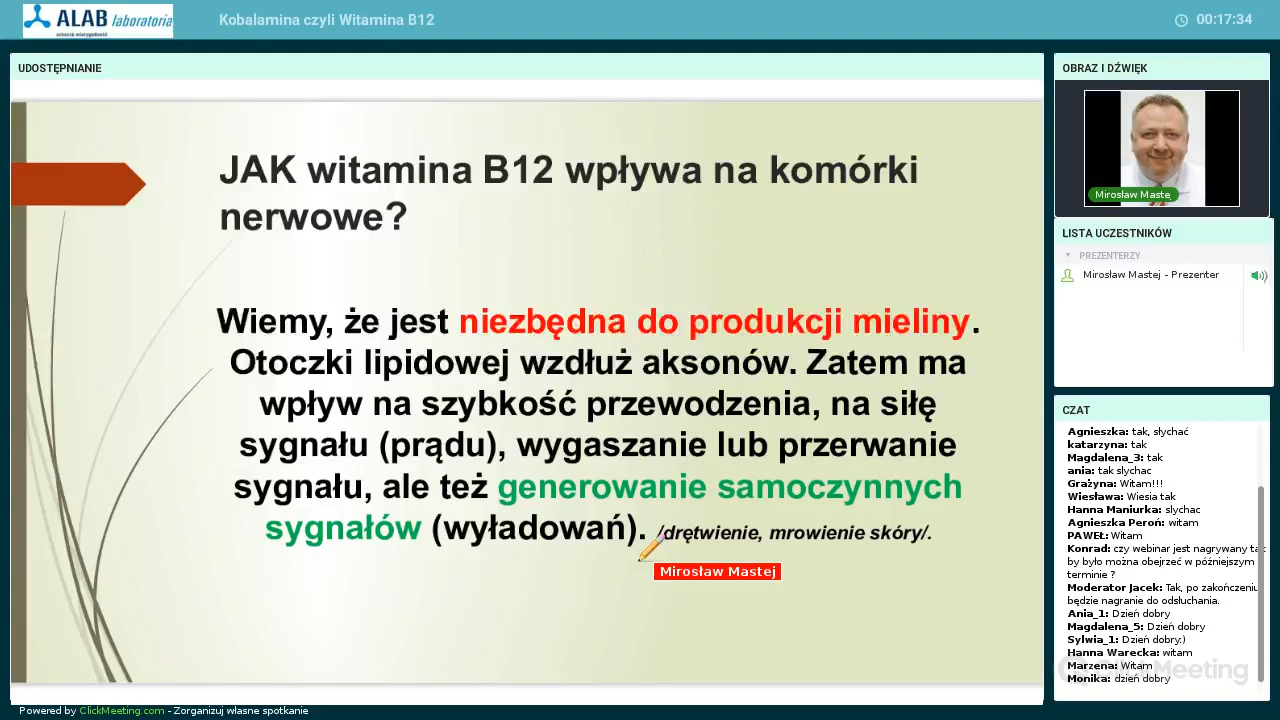 ALAB laboratoria
Kobalamina czyli Witamina B12
00:17:34
UDOSTĘPNIANIE
JAK witamina B12 wpływa na komórki
nerwowe?
Wiemy, że jest niezbędna do produkcji mieliny.
Otoczki lipidowej wzdłuż aksonów. Zatem ma
wpływ na szybkość przewodzenia, na siłę
sygnału (prądu), wygaszanie lub przerwanie
sygnału, ale też generowanie samoczynnych
sygnałów (wyładowań). /drętwienie, mrowienie skóry/.
Mirosław Mastej
OBRAZ I DŹWIĘK
Mirosław Maste
LISTA UCZESTNIKÓW
PREZENTERZY
Mirosław Mastej - Prezenter
CZAT
Agnieszka: tak, słychać
katarzyna: tak
Magdalena_3: tak
ania: tak slychac
Grażyna: Witam!!!
Wiesława: Wiesia tak
Hanna Maniurka: slychac
Agnieszka Peroń: witam
PAWEŁ: Witam
Konrad: czy webinar jest nagrywany tak
by było można obejrzeć w późniejszym
terminie ?
Moderator Jacek: Tak, po zakończeniu
będzie nagranie do odsłuchania.
Ania_1: Dzień dobry
Magdalena_5: Dzień dobry
Sylwia_1: Dzień dobry:)
Hanna Warecka: witam
Marzena: Witam
Monika: dzień dobry
ClickMeeting
Powered by ClickMeeting.com - Zorganizuj własne spotkanie